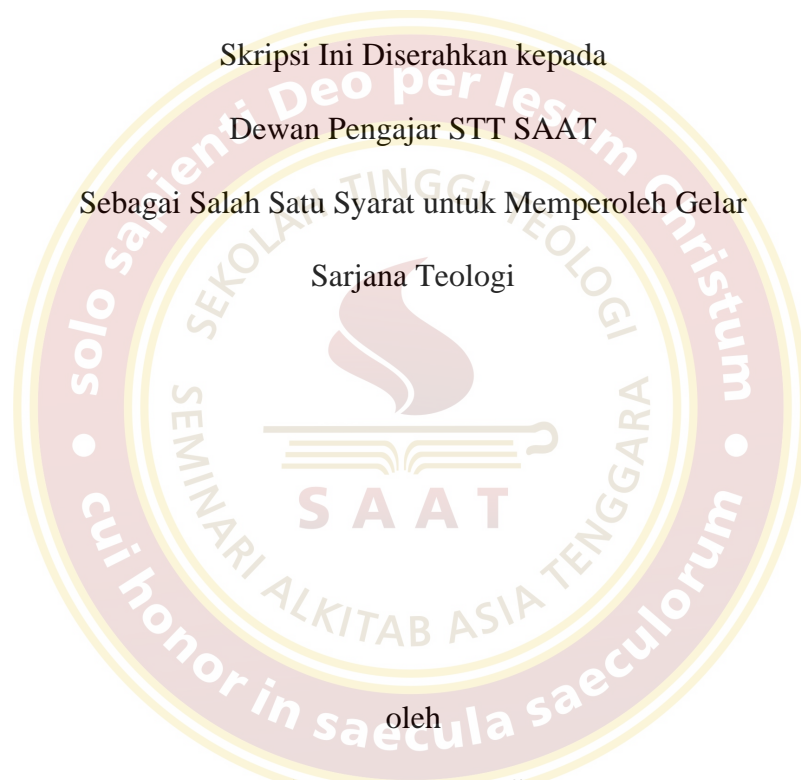 Skripsi Ini Diserahkan kepada
Dewan Pengajar STT SAAT
Sebagai Salah Satu Syarat untuk Memperoleh Gelar
Sarjana Teologi
solo sapienti Deo per Iesum Christum
SEKOLAH TINGGI TEOLOGI
SAAT
SEMINARI ALKITAB ASIA TENGGARA
cui honor in saecula saeculorum
oleh